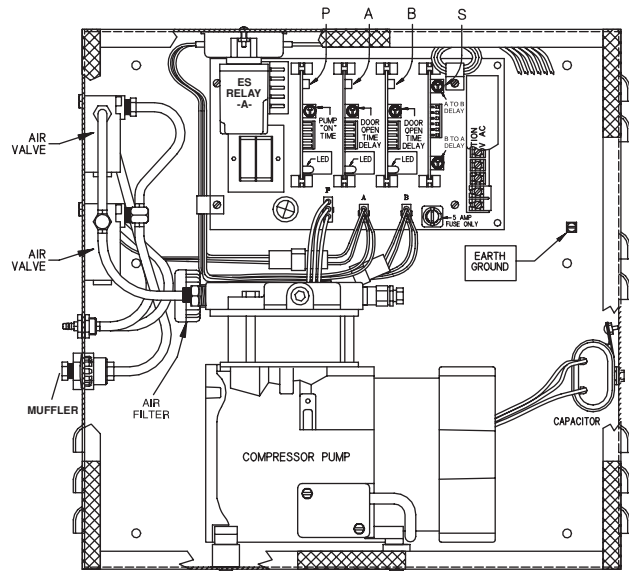 P A B S
ES
RELAY
-A-
PUMP
"ON"
TIME
DOOR
OPEN
TIME
DELAY
DOOR
OPEN
TIME
DELAY
A TO B
DELAY
B TO A
DELAY
V AC
LED
LED
LED
P
A
B
5 AMP
FUSE ONLY
AIR
VALVE
AIR
VALVE
EARTH
GROUND
MUFFLER
AIR
FILTER
CAPACITOR
COMPRESSOR PUMP